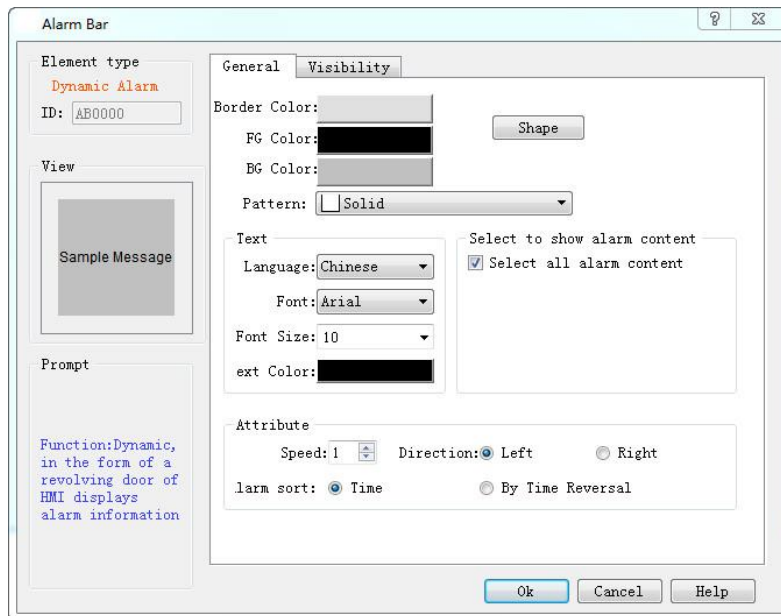 Alarm Bar
Element type
Dynamic Alarm
ID: AB0000
View
Sample Message
Prompt
Function:Dynamic,
in the form of a
revolving door of
HMI displays
alarm information
General Visibility
Border Color:
FG Color:
BG Color:
Shape
Pattern: Solid
Text
Language: Chinese
Font: Arial
Font Size: 10
ext Color:
Select to show alarm content
Select all alarm content
Attribute
Speed: 1 Direction: Left Right
larm sort: Time By Time Reversal
Ok Cancel Help